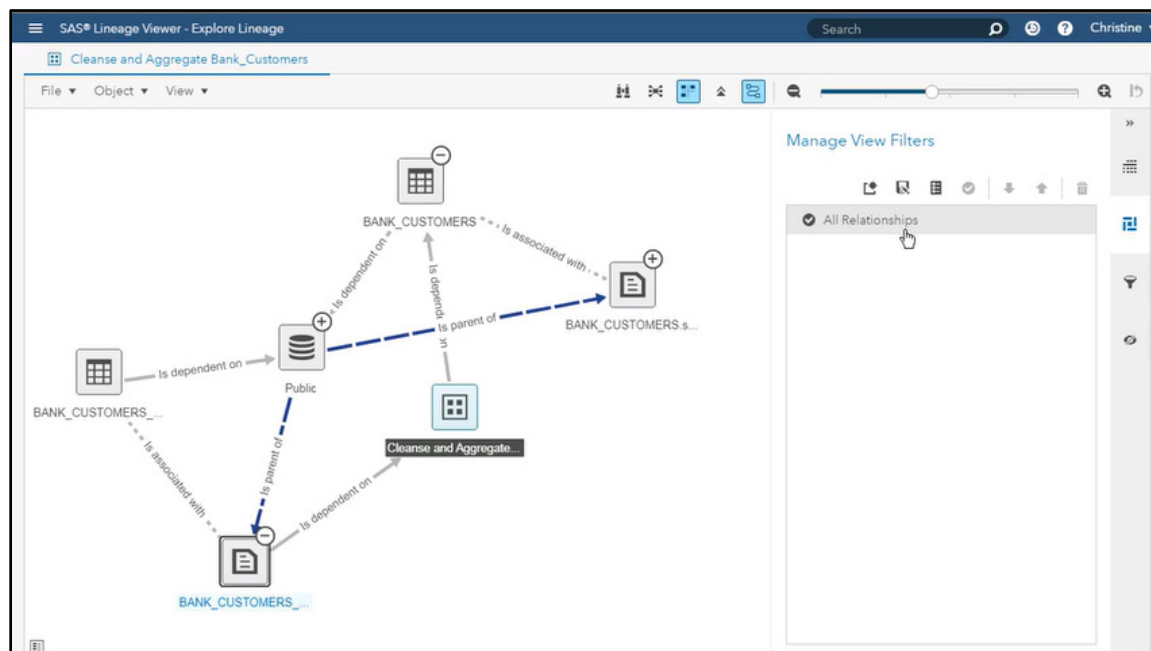 SAS® Lineage Viewer - Explore Lineage
Search
Christine
Cleanse and Aggregate Bank_Customers
File
Object
View
Manage View Filters
All Relationships
BANK_CUSTOMERS
Is associated with
Is dependent on
Is dependent on
BANK_CUSTOMERS.s...
Is parent of
Is dependent on
Public
BANK_CUSTOMERS_...
Cleanse and Aggregate...
Is associated with
Is parent of
Is dependent on
BANK_CUSTOMERS_...